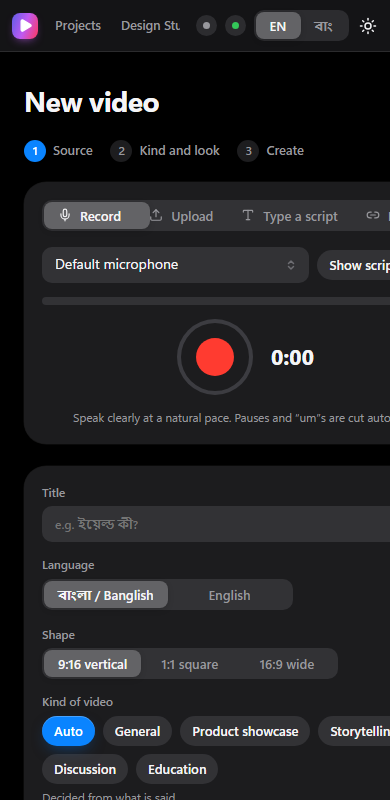 Projects Design Stu EN বাং
New video
1 Source 2 Kind and look 3 Create
Record Upload Type a script
Default microphone Show scrip
0:00
Speak clearly at a natural pace. Pauses and "um"s are cut auto
Title
e.g. ইয়েল্ড কী?
Language
বাংলা / Banglish English
Shape
9:16 vertical 1:1 square 16:9 wide
Kind of video
Auto General Product showcase Storytellin
Discussion Education
Decided from what is said